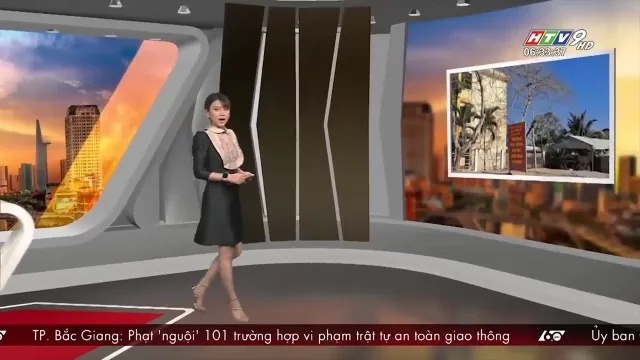 HTV9 HD
06:33:37
TP. Bắc Giang: Phạt 'nguội' 101 trường hợp vi phạm trật tự an toàn giao thông
60
Ủy ban